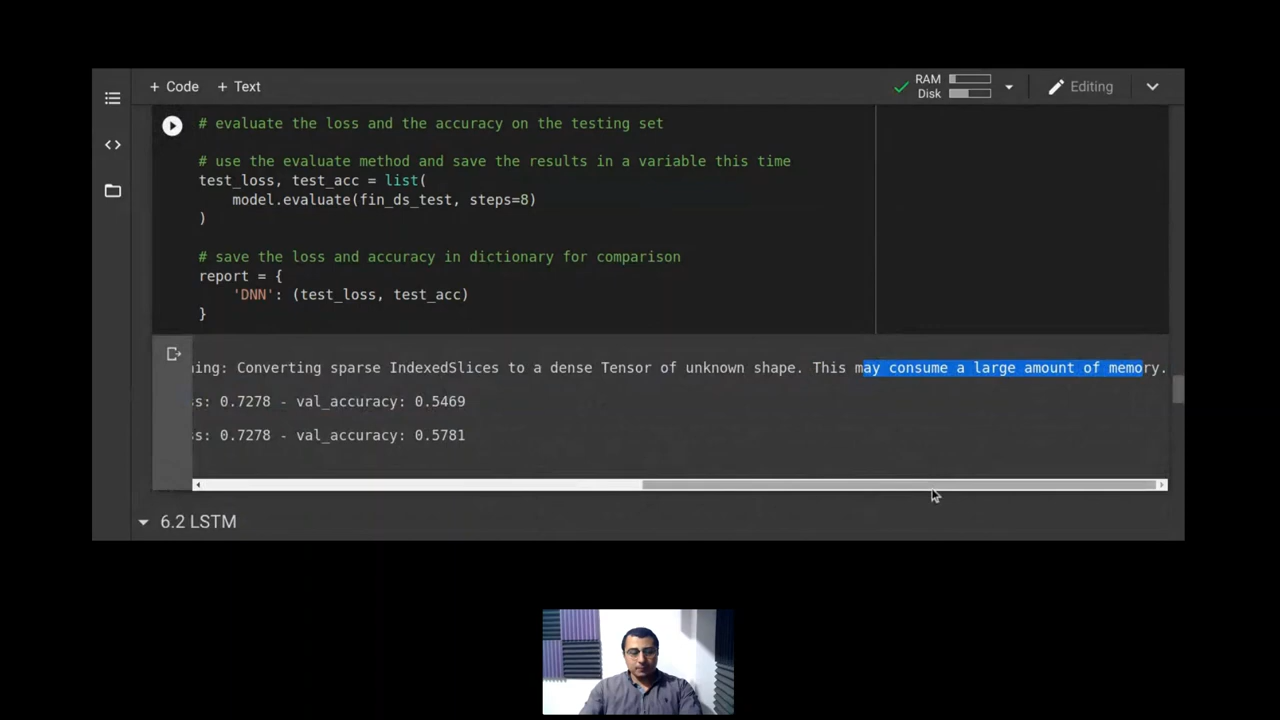 + Code + Text
RAM
Disk
Editing
# evaluate the loss and the accuracy on the testing set
# use the evaluate method and save the results in a variable this time
test_loss, test_acc = list(
model.evaluate(fin_ds_test, steps=8)
)
# save the loss and accuracy in dictionary for comparison
report = {
'DNN': (test_loss, test_acc)
}
ning: Converting sparse IndexedSlices to a dense Tensor of unknown shape. This may consume a large amount of memory.
ss: 0.7278 - val_accuracy: 0.5469
ss: 0.7278 - val_accuracy: 0.5781
6.2 LSTM